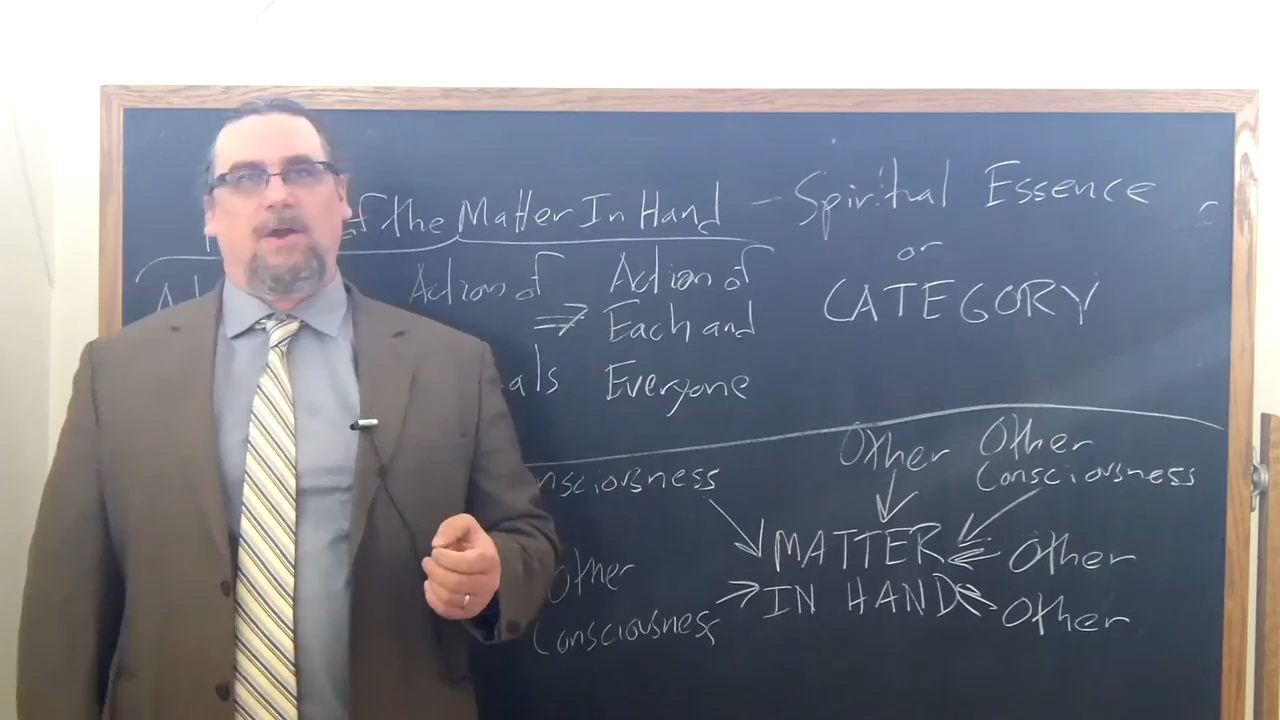 of the Matter In Hand – Spiritual Essence
or
CATEGORY
Action of
Action of
⇒ Each and
Everyone
Consciousness
Other
Other
Consciousness
MATTER
IN HAND
Other
Other
Other
Consciousness